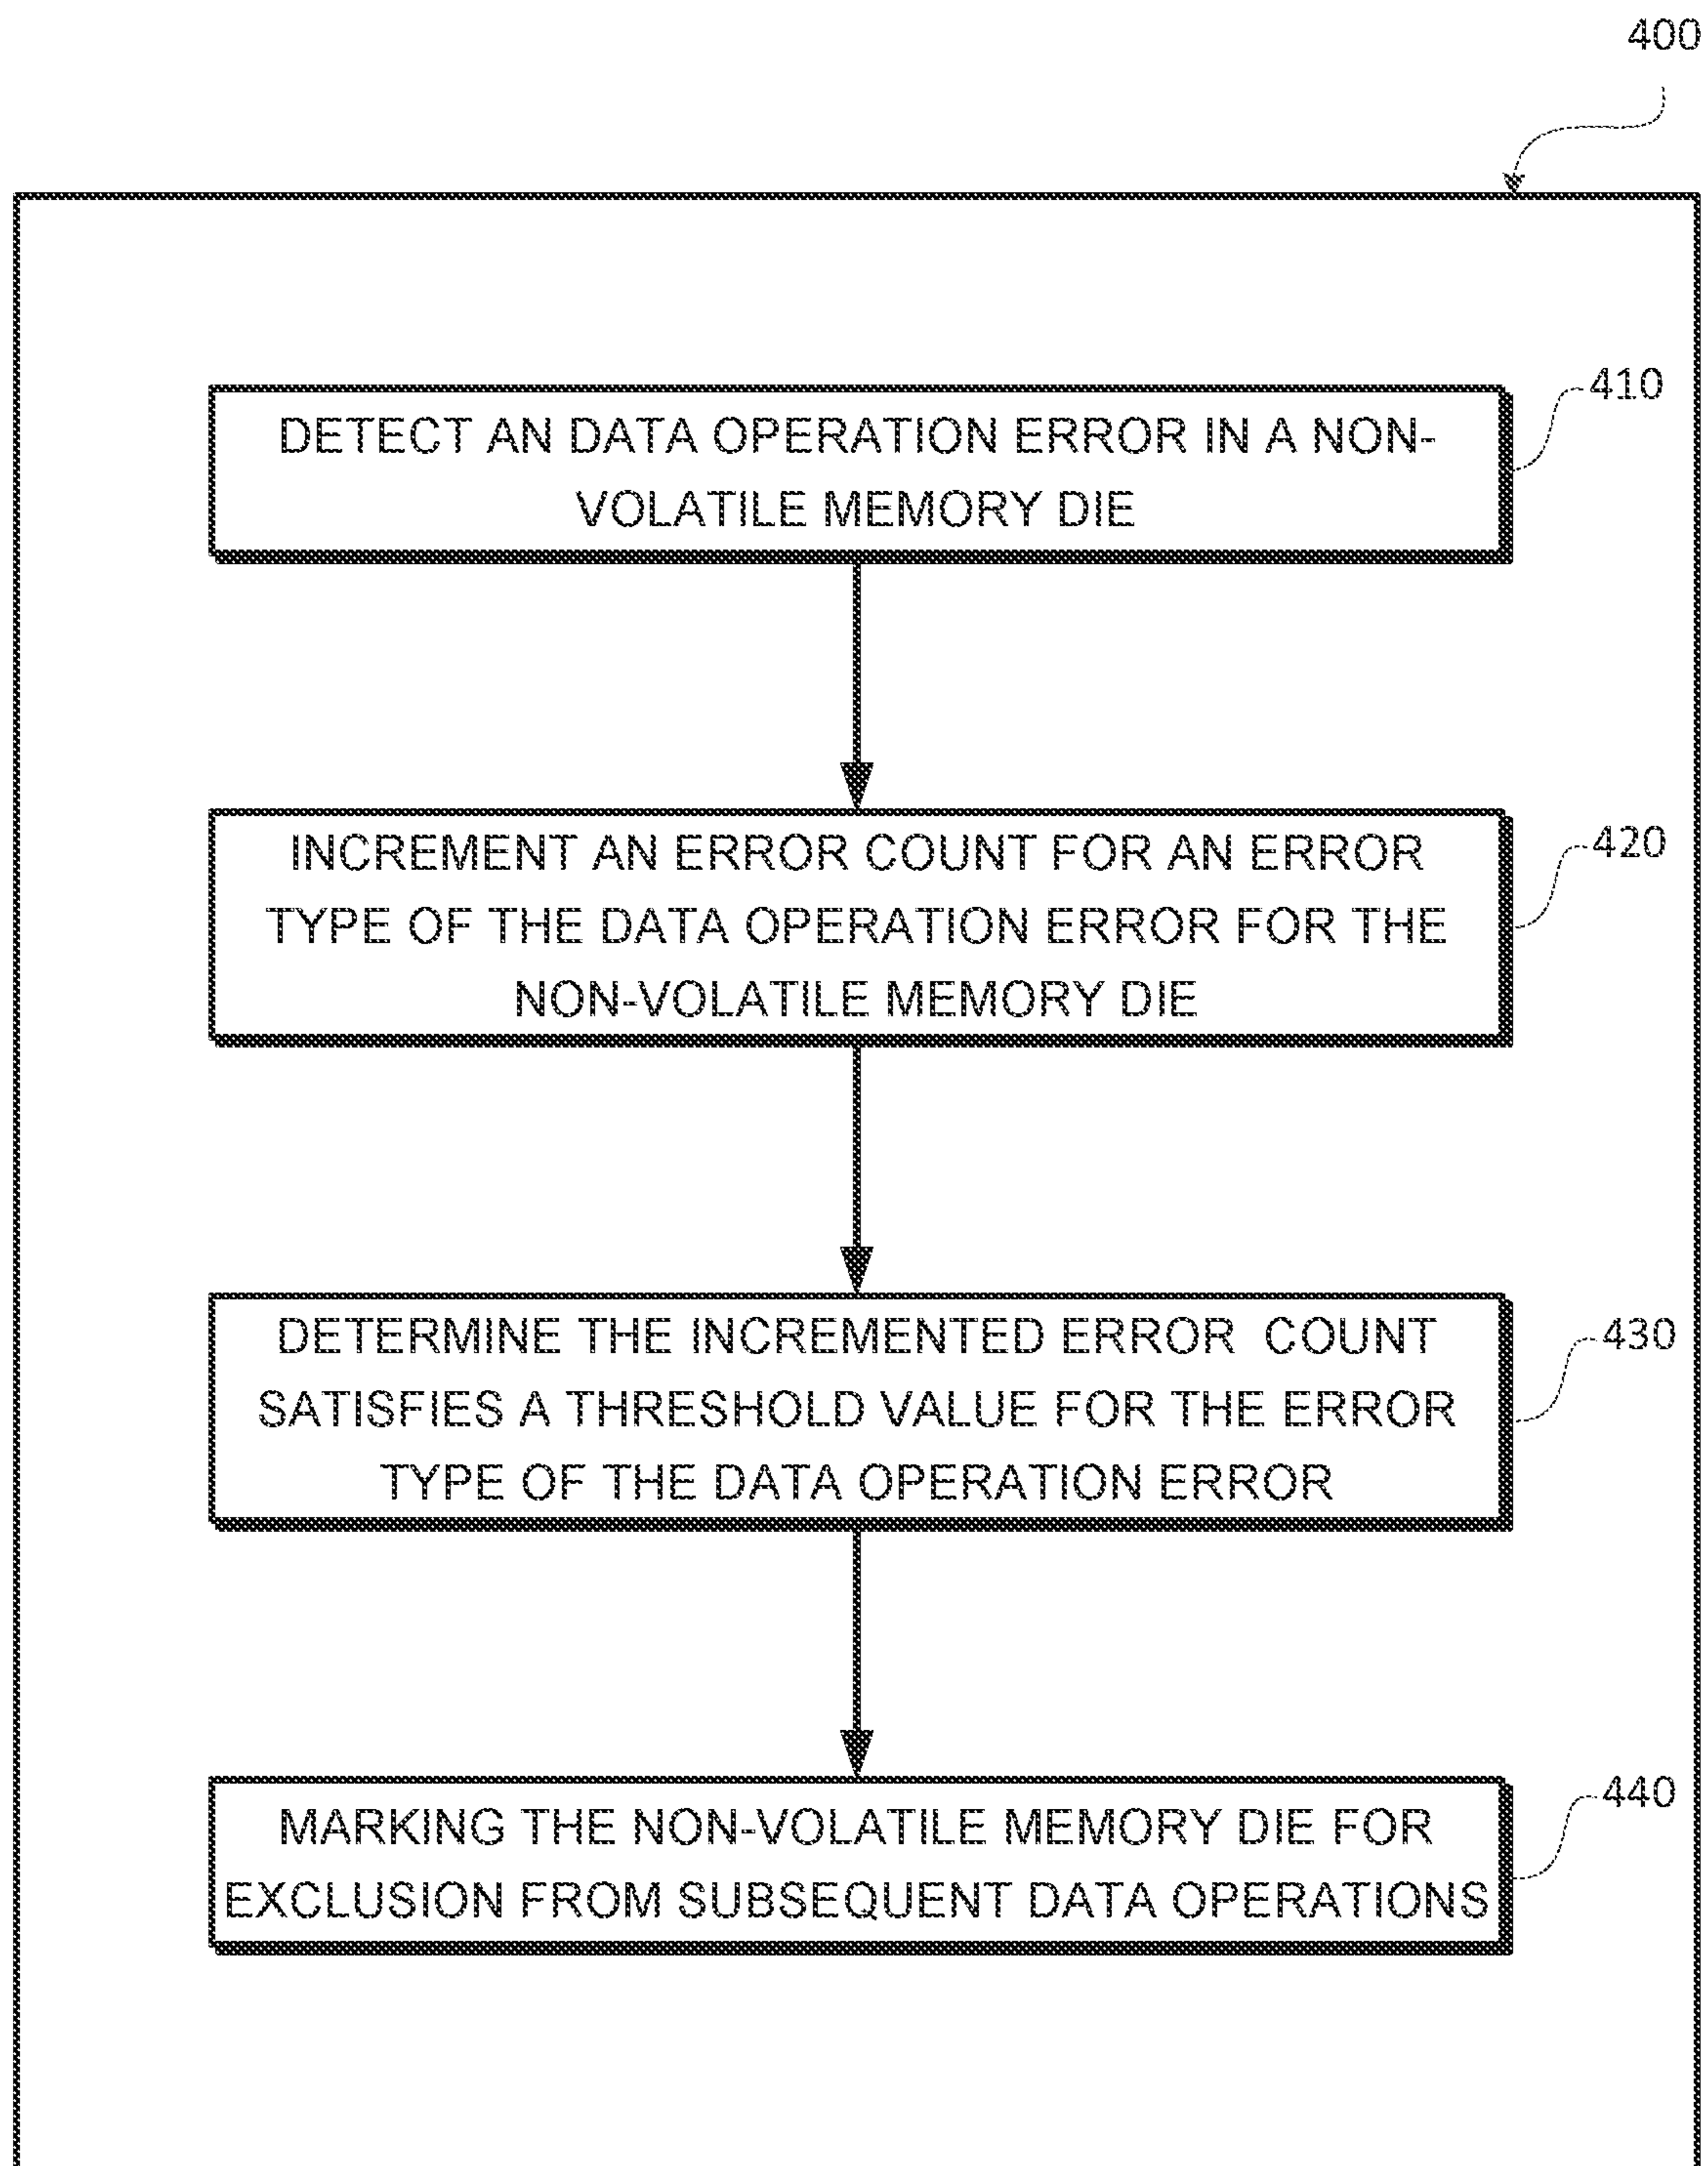 400
DETECT AN DATA OPERATION ERROR IN A NON-
VOLATILE MEMORY DIE
410
INCREMENT AN ERROR COUNT FOR AN ERROR
TYPE OF THE DATA OPERATION ERROR FOR THE
NON-VOLATILE MEMORY DIE
420
DETERMINE THE INCREMENTED ERROR COUNT
SATISFIES A THRESHOLD VALUE FOR THE ERROR
TYPE OF THE DATA OPERATION ERROR
430
MARKING THE NON-VOLATILE MEMORY DIE FOR
EXCLUSION FROM SUBSEQUENT DATA OPERATIONS
440